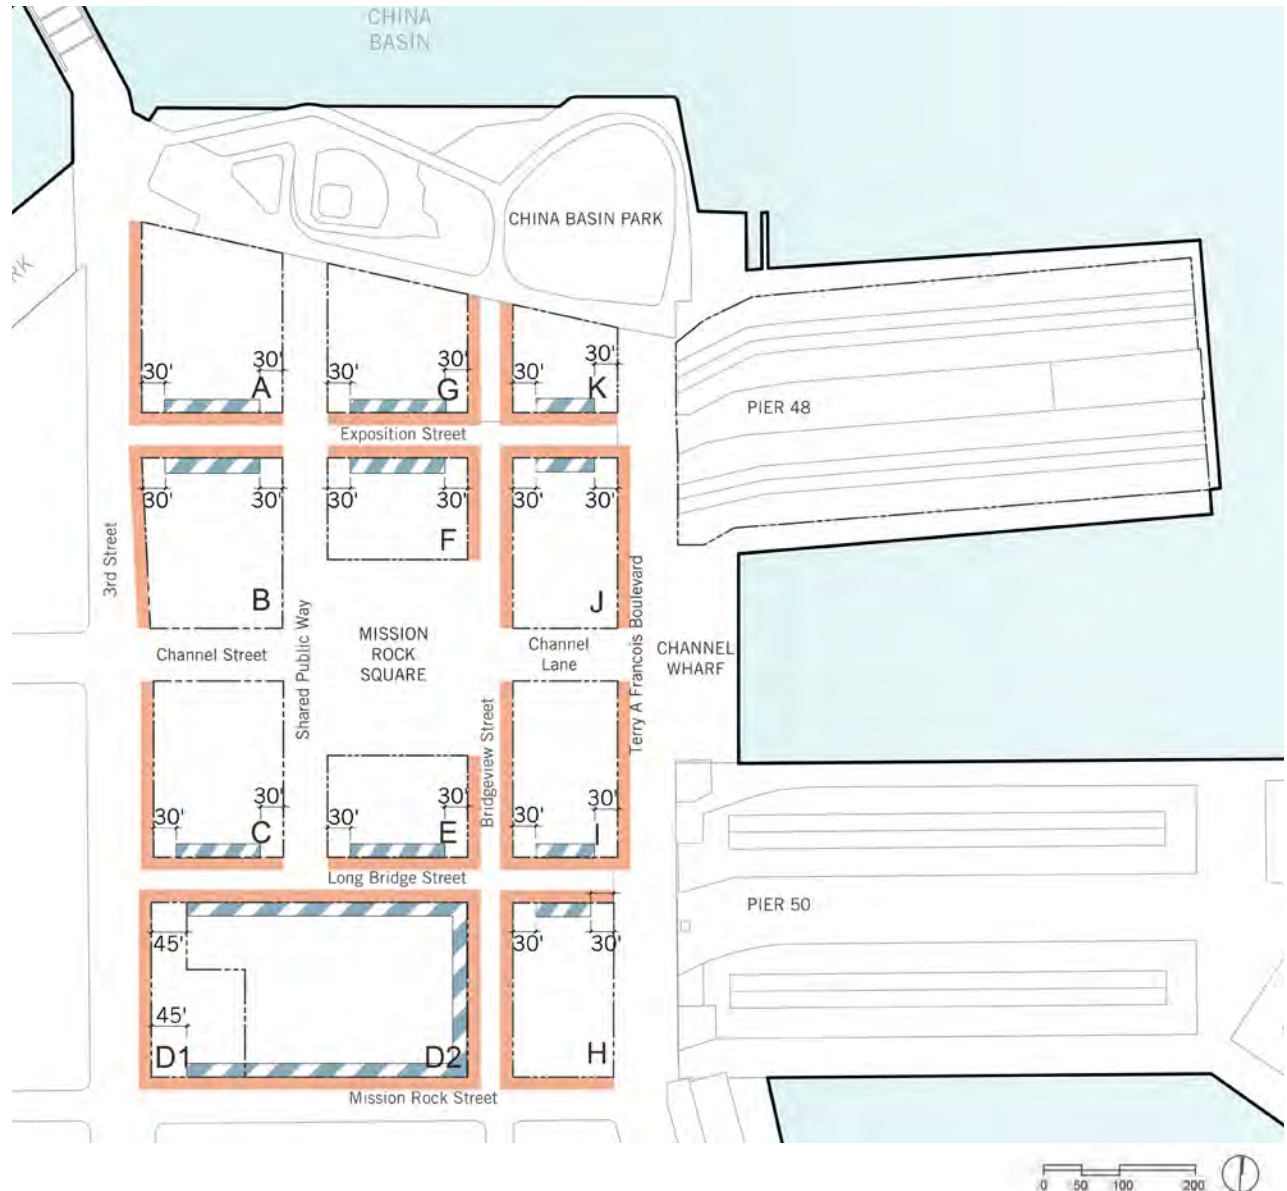 CHINA
BASIN
CHINA BASIN PARK
RK
30'
30'
A
30'
30'
G
30'
30'
K
PIER 48
Exposition Street
30'
30'
30'
30'
30'
30'
F
3rd Street
B
J
Terry A Francois Boulevard
Shared Public Way
MISSION
ROCK
SQUARE
Channel Street
Channel
Lane
CHANNEL
WHARF
Bridgeview Street
30'
30'
C
30'
30'
E
30'
30'
I
Long Bridge Street
PIER 50
45'
30'
30'
45'
D1
D2
H
Mission Rock Street
0 50 100 200